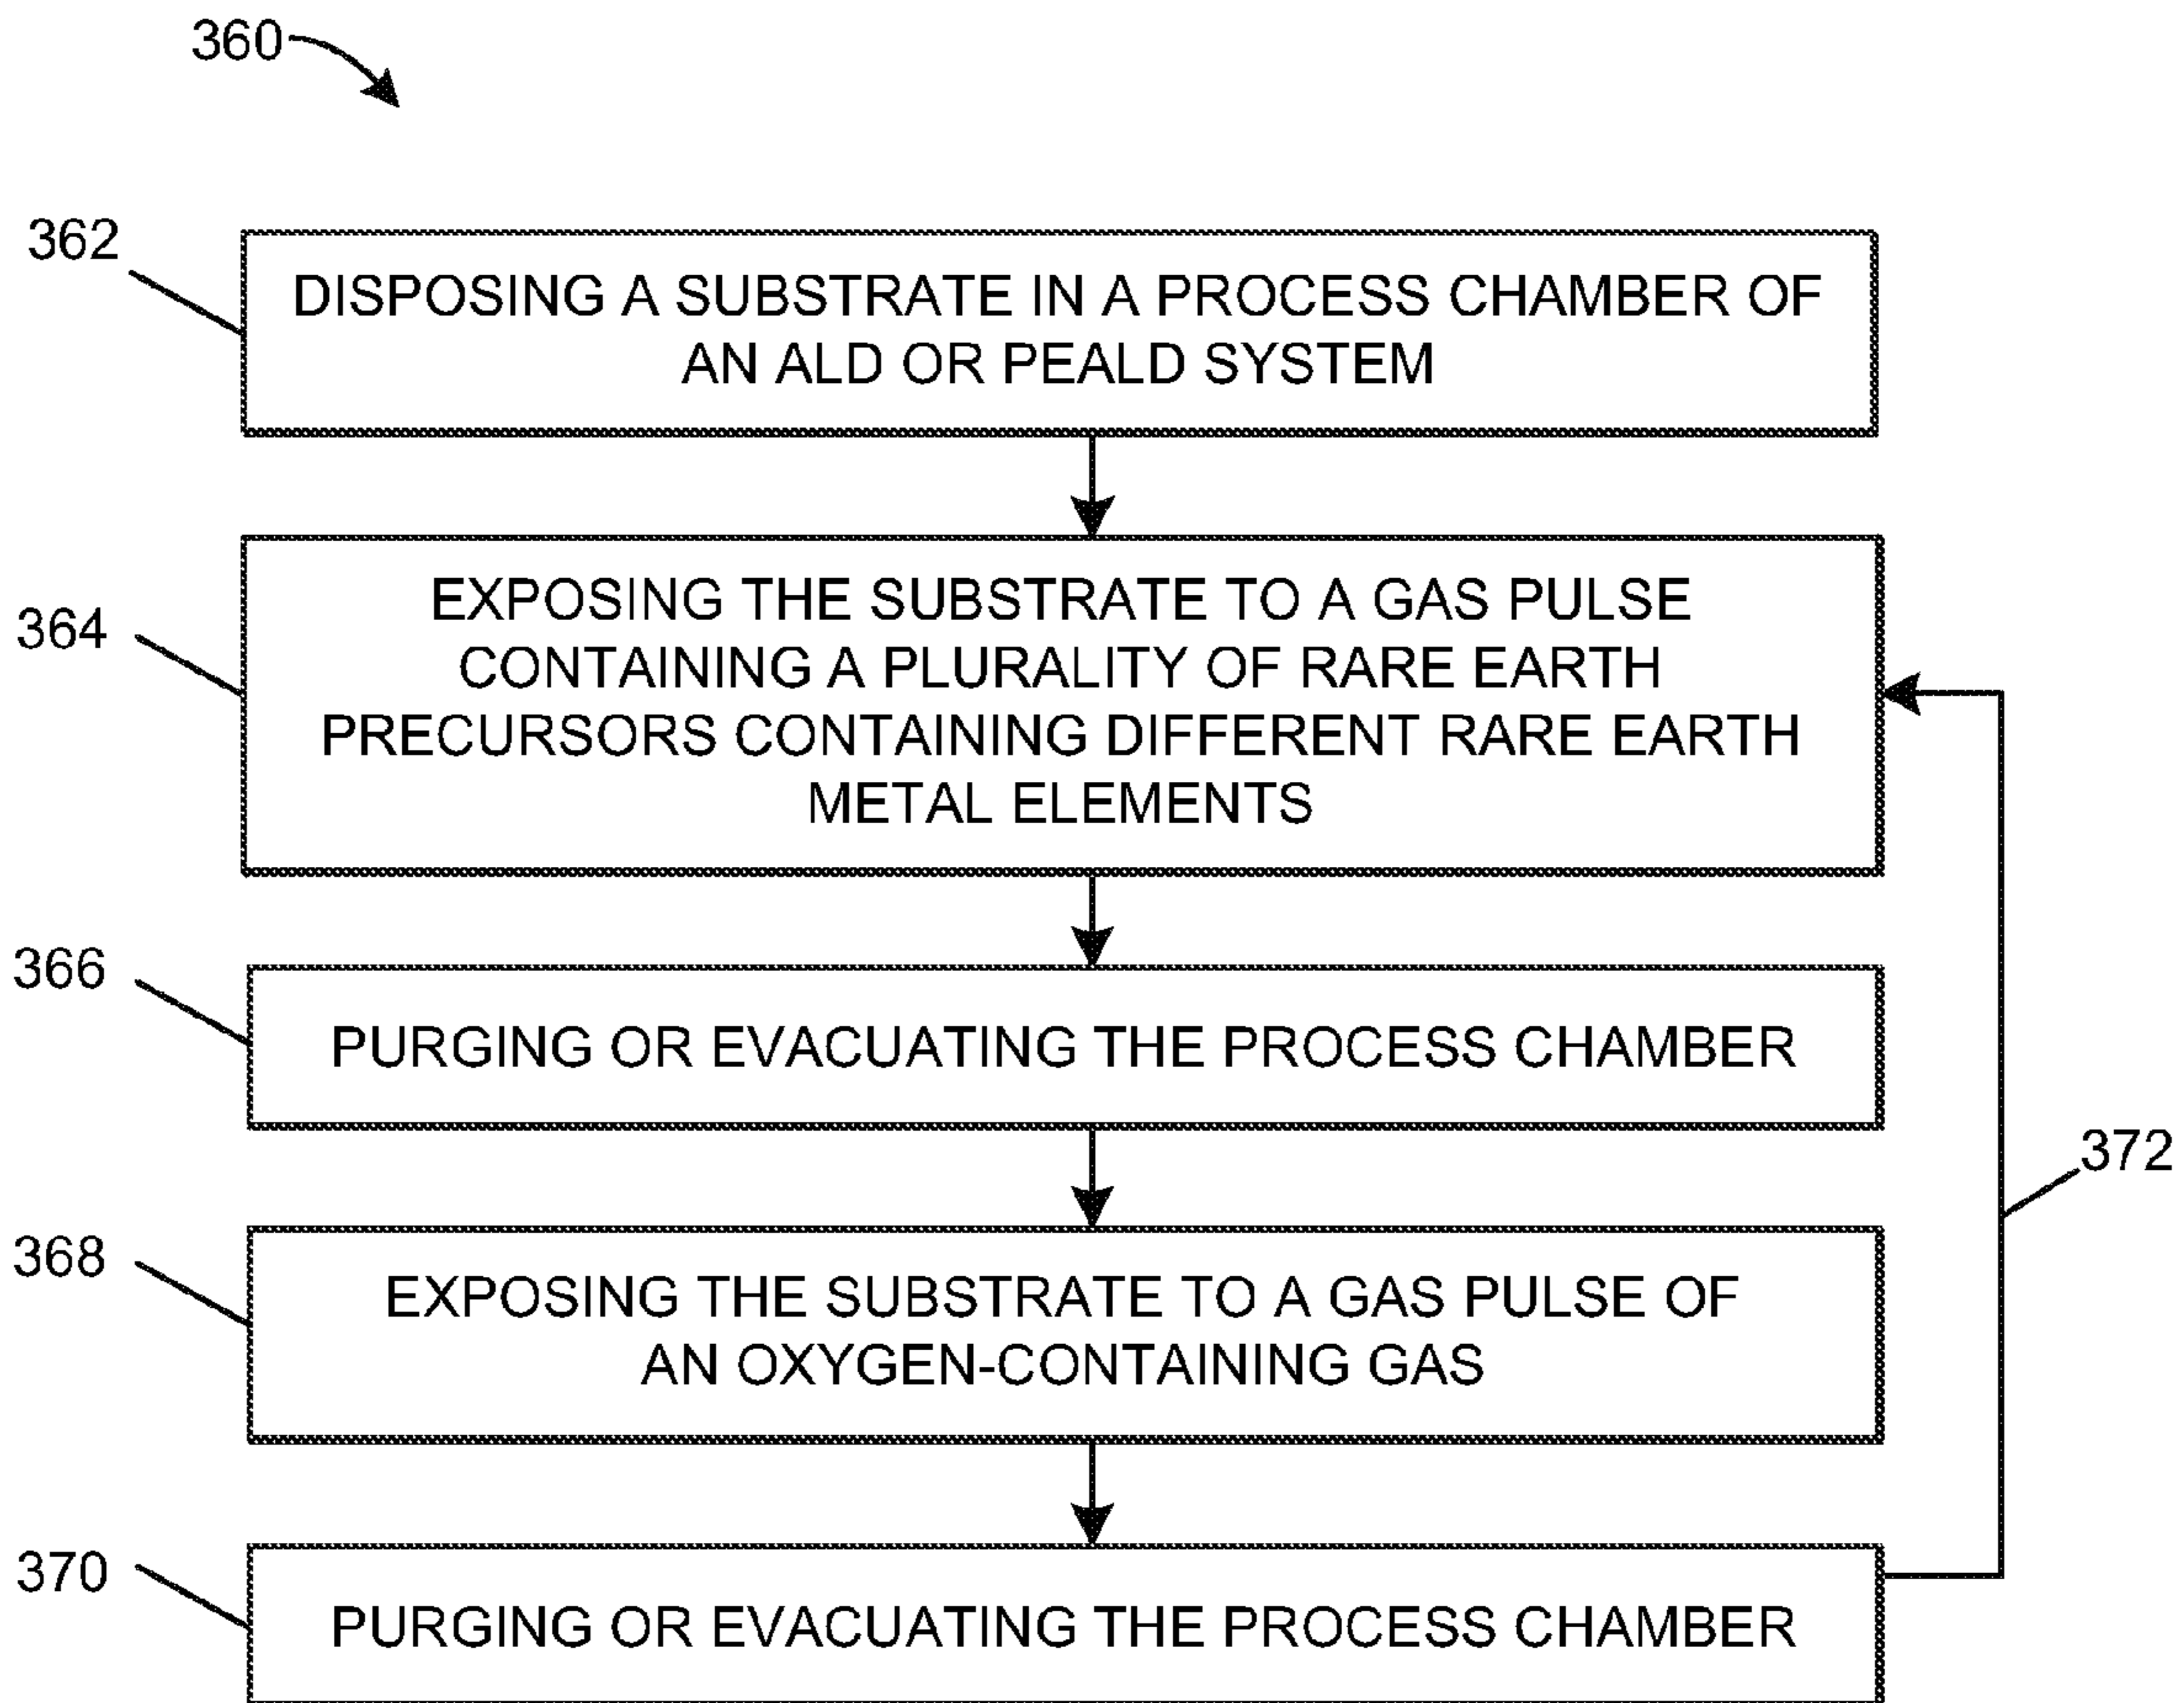 360
362
DISPOSING A SUBSTRATE IN A PROCESS CHAMBER OF
AN ALD OR PEALD SYSTEM
364
EXPOSING THE SUBSTRATE TO A GAS PULSE
CONTAINING A PLURALITY OF RARE EARTH
PRECURSORS CONTAINING DIFFERENT RARE EARTH
METAL ELEMENTS
366
PURGING OR EVACUATING THE PROCESS CHAMBER
372
368
EXPOSING THE SUBSTRATE TO A GAS PULSE OF
AN OXYGEN-CONTAINING GAS
370
PURGING OR EVACUATING THE PROCESS CHAMBER